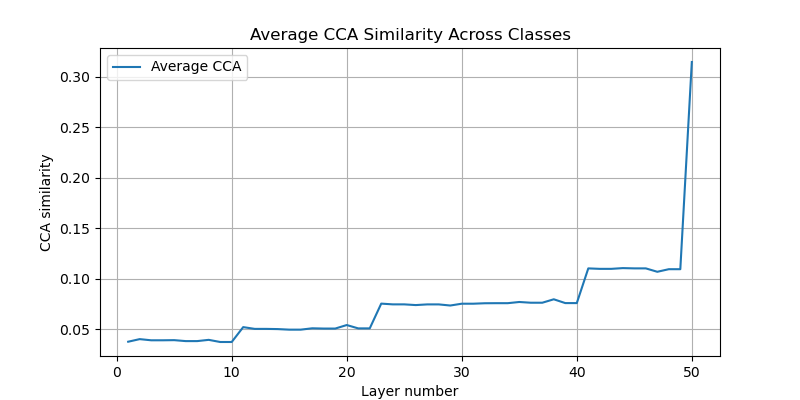 Average CCA Similarity Across Classes
Average CCA
CCA similarity
0.30
0.25
0.20
0.15
0.10
0.05
0 10 20 30 40 50
Layer number